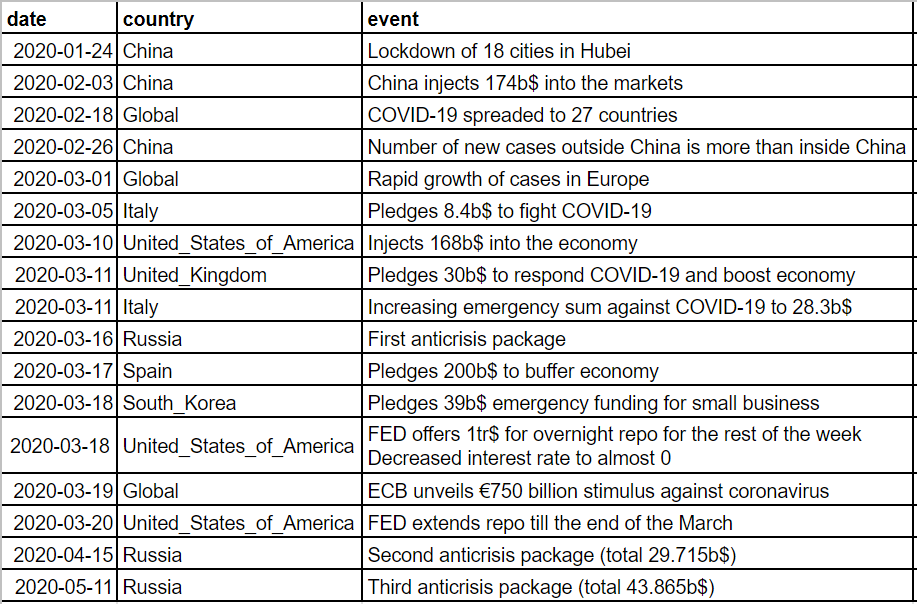 date country event
2020-01-24 China Lockdown of 18 cities in Hubei
2020-02-03 China China injects 174b$ into the markets
2020-02-18 Global COVID-19 spreaded to 27 countries
2020-02-26 China Number of new cases outside China is more than inside China
2020-03-01 Global Rapid growth of cases in Europe
2020-03-05 Italy Pledges 8.4b$ to fight COVID-19
2020-03-10 United_States_of_America Injects 168b$ into the economy
2020-03-11 United_Kingdom Pledges 30b$ to respond COVID-19 and boost economy
2020-03-11 Italy Increasing emergency sum against COVID-19 to 28.3b$
2020-03-16 Russia First anticrisis package
2020-03-17 Spain Pledges 200b$ to buffer economy
2020-03-18 South_Korea Pledges 39b$ emergency funding for small business
2020-03-18 United_States_of_America FED offers 1tr$ for overnight repo for the rest of the week
Decreased interest rate to almost 0
2020-03-19 Global ECB unveils €750 billion stimulus against coronavirus
2020-03-20 United_States_of_America FED extends repo till the end of the March
2020-04-15 Russia Second anticrisis package (total 29.715b$)
2020-05-11 Russia Third anticrisis package (total 43.865b$)